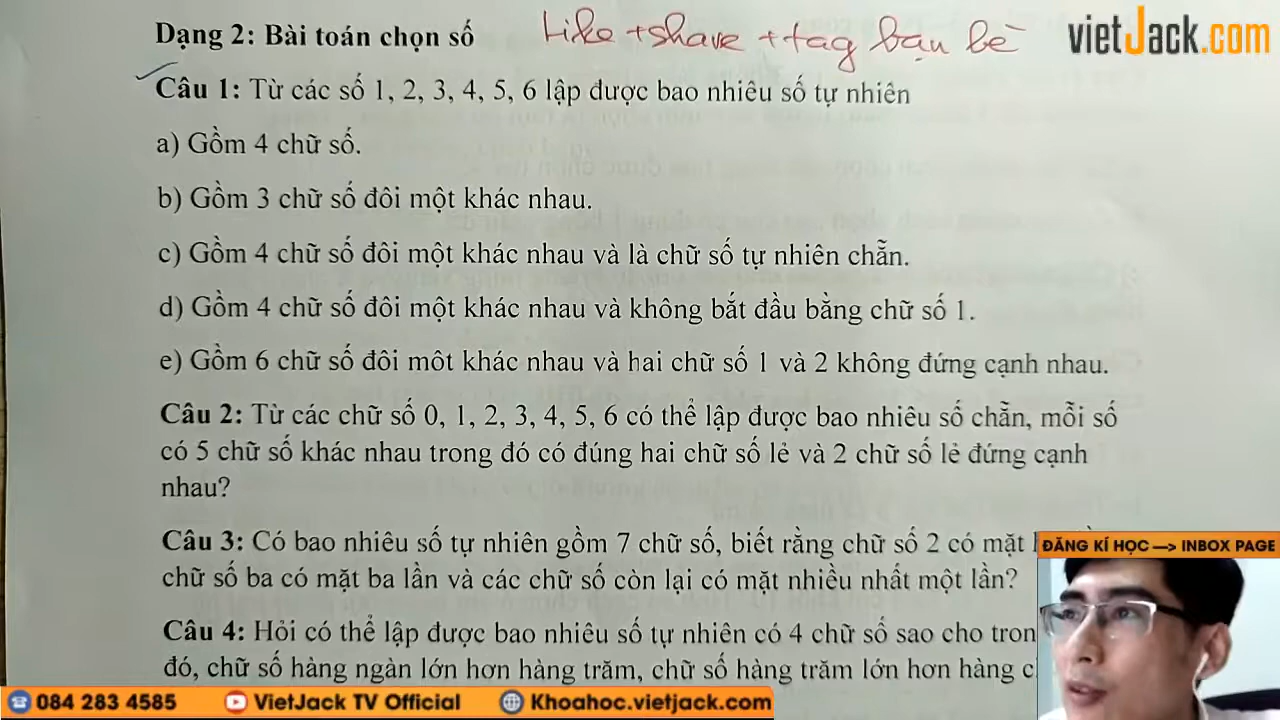 Dạng 2: Bài toán chọn số
Like + share + tag bạn bè
vietJack.com
Câu 1: Từ các số 1, 2, 3, 4, 5, 6 lập được bao nhiêu số tự nhiên
a) Gồm 4 chữ số.
b) Gồm 3 chữ số đôi một khác nhau.
c) Gồm 4 chữ số đôi một khác nhau và là chữ số tự nhiên chẵn.
d) Gồm 4 chữ số đôi một khác nhau và không bắt đầu bằng chữ số 1.
e) Gồm 6 chữ số đôi môt khác nhau và hai chữ số 1 và 2 không đứng cạnh nhau.
Câu 2: Từ các chữ số 0, 1, 2, 3, 4, 5, 6 có thể lập được bao nhiêu số chẵn, mỗi số
có 5 chữ số khác nhau trong đó có đúng hai chữ số lẻ và 2 chữ số lẻ đứng cạnh
nhau?
Câu 3: Có bao nhiêu số tự nhiên gồm 7 chữ số, biết rằng chữ số 2 có mặt
ĐĂNG KÍ HỌC —> INBOX PAGE
chữ số ba có mặt ba lần và các chữ số còn lại có mặt nhiều nhất một lần?
Câu 4: Hỏi có thể lập được bao nhiêu số tự nhiên có 4 chữ số sao cho tron
đó, chữ số hàng ngàn lớn hơn hàng trăm, chữ số hàng trăm lớn hơn hàng
084 283 4585
VietJack TV Official
Khoahoc.vietjack.com